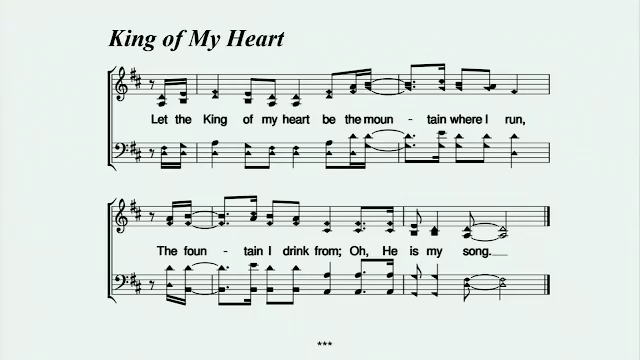 King of My Heart
Let the King of my heart be the moun - tain where I run,
The foun - tain I drink from; Oh, He is my song.
***